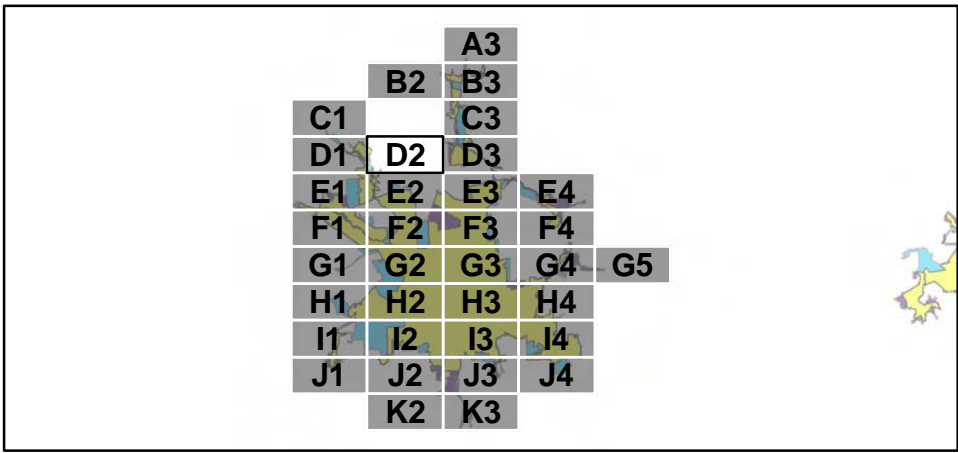 A3
B2 B3
C1 C3
D1 D2 D3
E1 E2 E3 E4
F1 F2 F3 F4
G1 G2 G3 G4 G5
H1 H2 H3 H4
I1 I2 I3 I4
J1 J2 J3 J4
K2 K3